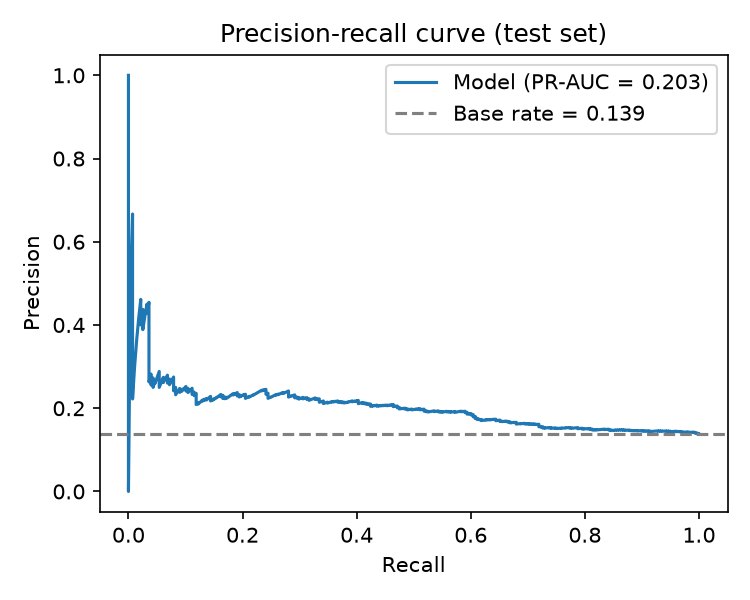 Precision-recall curve (test set)
Model (PR-AUC = 0.203)
Base rate = 0.139
Precision
1.0
0.8
0.6
0.4
0.2
0.0
0.0 0.2 0.4 0.6 0.8 1.0
Recall